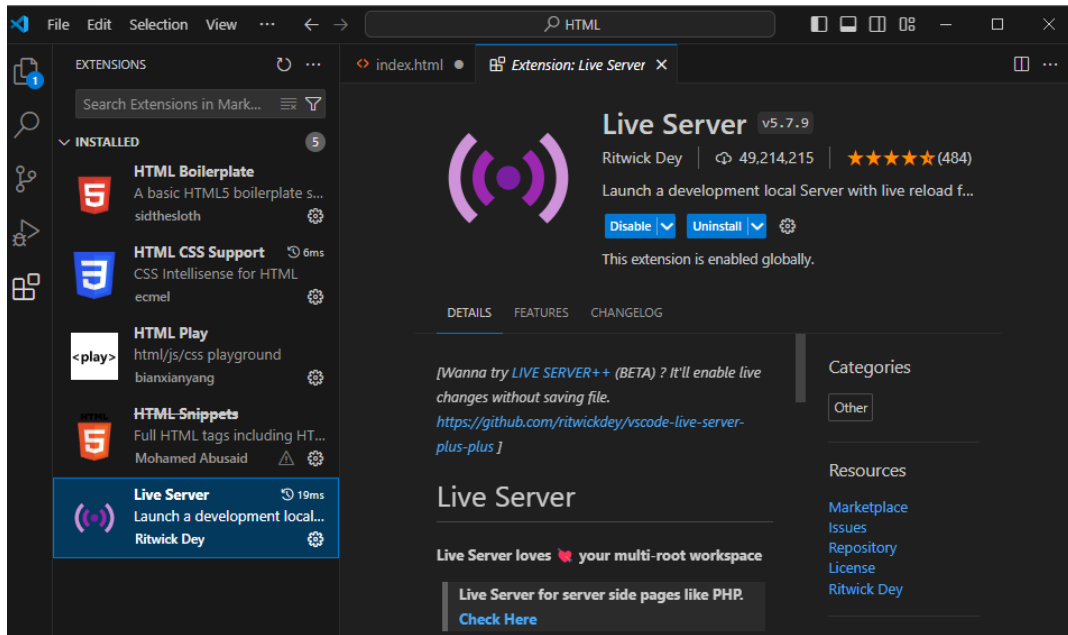 File Edit Selection View ··· HTML
1
EXTENSIONS
Search Extensions in Mark...
INSTALLED 5
HTML Boilerplate
A basic HTML5 boilerplate s...
sidthesloth
HTML CSS Support 6ms
CSS Intellisense for HTML
ecmel
<play>
HTML Play
html/js/css playground
bianxianyang
HTML
HTML Snippets
Full HTML tags including HT...
Mohamed Abusaid
Live Server 19ms
Launch a development local...
Ritwick Dey
index.html
Extension: Live Server
Live Server v5.7.9
Ritwick Dey 49,214,215 (484)
Launch a development local Server with live reload f...
Disable Uninstall
This extension is enabled globally.
DETAILS FEATURES CHANGELOG
[Wanna try LIVE SERVER++ (BETA) ? It'll enable live
changes without saving file.
https://github.com/ritwickdey/vscode-live-server-
plus-plus ]
Live Server
Live Server loves 💘 your multi-root workspace
Live Server for server side pages like PHP.
Check Here
Categories
Other
Resources
Marketplace
Issues
Repository
License
Ritwick Dey